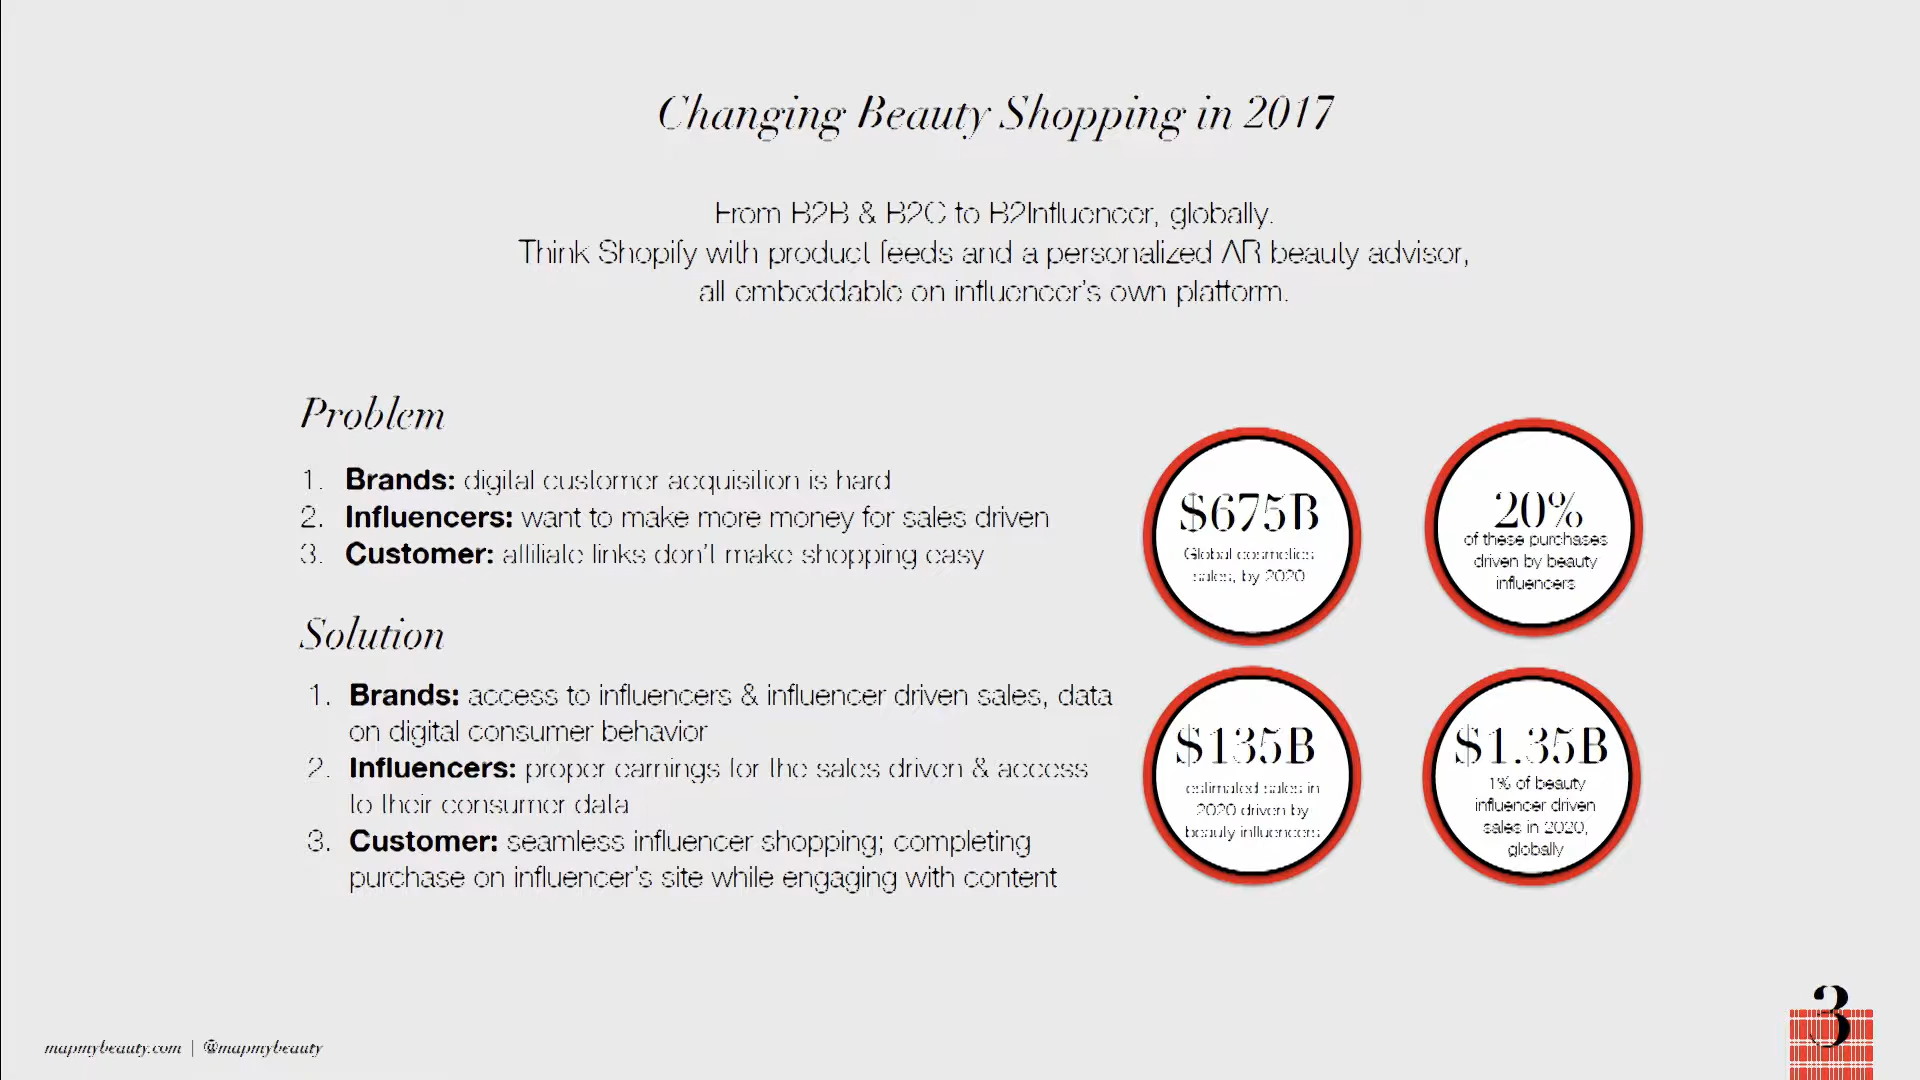 Changing Beauty Shopping in 2017
From B2B & B2C to B2Influencer, globally.
Think Shopify with product feeds and a personalized AR beauty advisor,
all embeddable on influencer's own platform.
Problem
1. Brands: digital customer acquisition is hard
2. Influencers: want to make more money for sales driven
3. Customer: affiliate links don't make shopping easy
Solution
1. Brands: access to influencers & influencer driven sales, data
on digital consumer behavior
2. Influencers: proper earnings for the sales driven & access
to their consumer data
3. Customer: seamless influencer shopping; completing
purchase on influencer's site while engaging with content
$675B
Global cosmetics
sales, by 2020
20%
of these purchases
driven by beauty
influencers
$135B
estimated sales in
2020 driven by
beauty influencers
$1.35B
1% of beauty
influencer driven
sales in 2020,
globally
mapmybeauty.com | @mapmybeauty
3